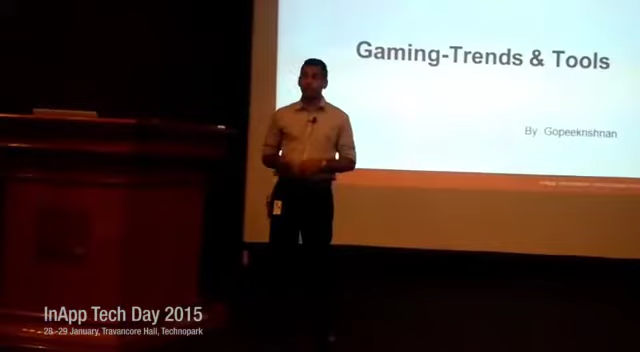 Gaming-Trends & Tools
By Gopeekrishnan
InApp Tech Day 2015
28-29 January, Travancore Hall, Technopark